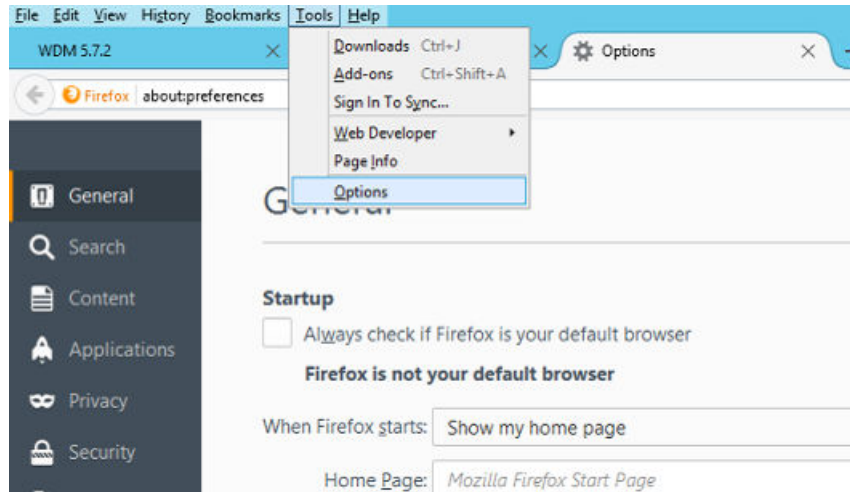 File Edit View History Bookmarks Tools Help
WDM 5.7.2
Options
Firefox about:preferences
Downloads Ctrl+J
Add-ons Ctrl+Shift+A
Sign In To Sync...
Web Developer
Page Info
Options
General
General
Search
Content
Applications
Privacy
Security
Startup
Always check if Firefox is your default browser
Firefox is not your default browser
When Firefox starts: Show my home page
Home Page: Mozilla Firefox Start Page